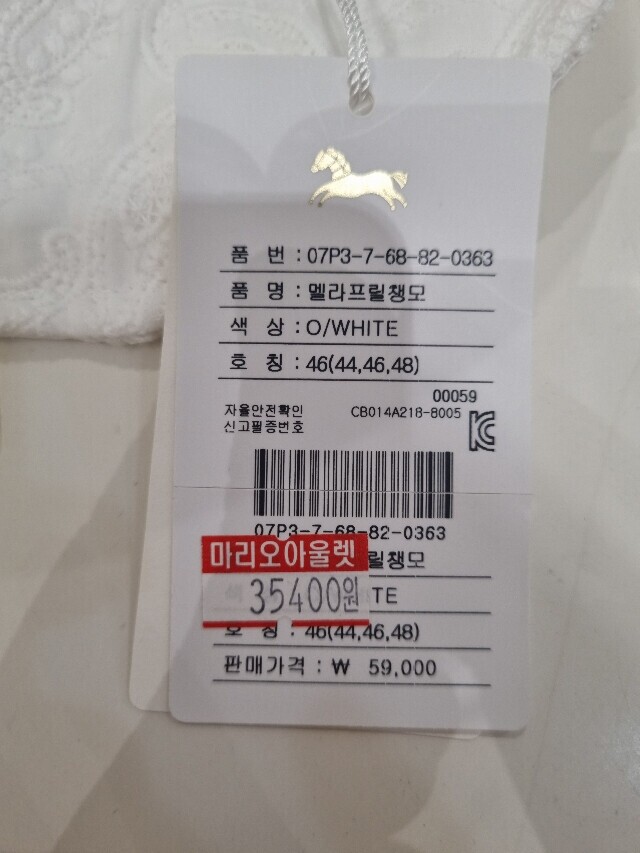 품 번 : 07P3-7-68-82-0363
품 명 : 멜라프릴챙모
색 상 : O/WHITE
호 칭 : 46(44,46,48)
00059
자율안전확인 CB014A218-8005
신고필증번호
07P3-7-68-82-0363
마리오아울렛 릴챙모
35400원 TE
호 칭 : 46(44,46,48)
판매가격 : ₩ 59,000